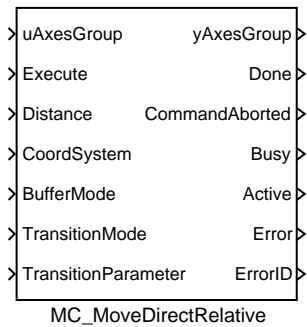 uAxesGroup yAxesGroup
Execute Done
Distance CommandAborted
CoordSystem Busy
BufferMode Active
TransitionMode Error
TransitionParameter ErrorID
MC_MoveDirectRelative